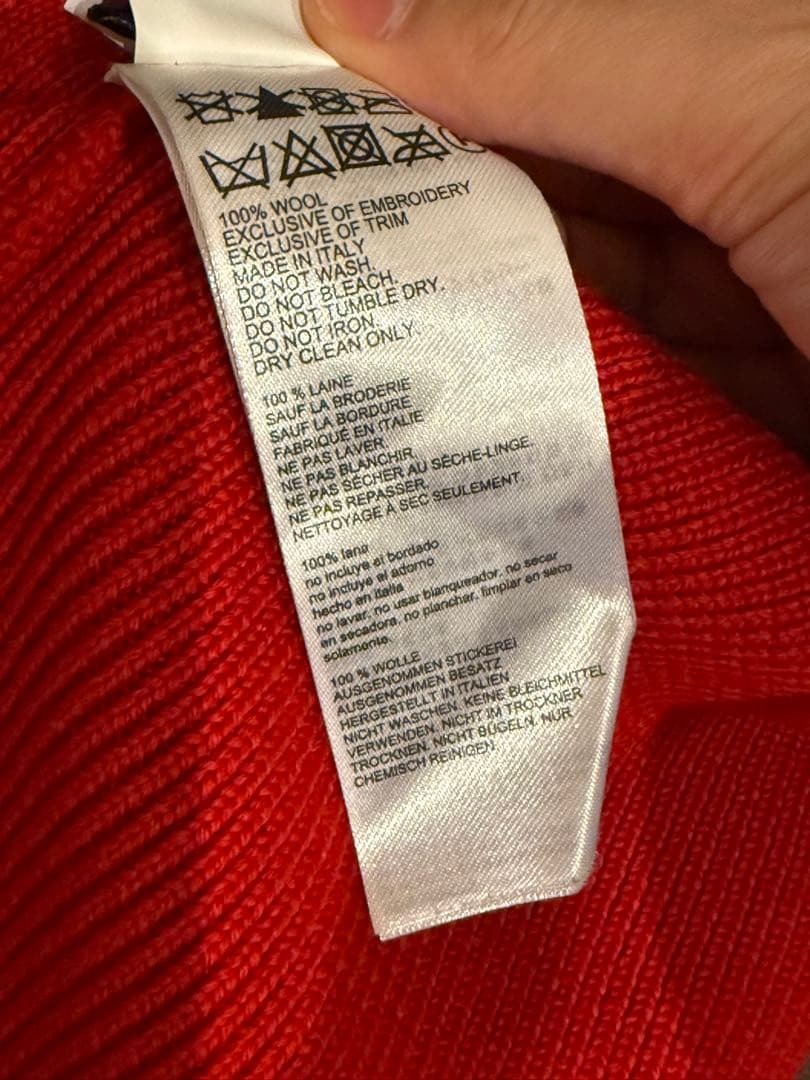 100% WOOL
EXCLUSIVE OF EMBROIDERY
EXCLUSIVE OF TRIM
MADE IN ITALY
DO NOT WASH.
DO NOT BLEACH.
DO NOT TUMBLE DRY.
DO NOT IRON.
DRY CLEAN ONLY.
100 % LAINE
SAUF LA BRODERIE
SAUF LA BORDURE
FABRIQUÉ EN ITALIE
NE PAS LAVER
NE PAS BLANCHIR
NE PAS SÉCHER AU SÈCHE-LINGE.
NE PAS REPASSER.
NETTOYAGE À SEC SEULEMENT.
100% lana
no incluye el bordado
no incluye el adorno
hecho en italia
no lavar. no usar blanqueador. no secar
en secadora. no planchar. limpiar en seco
solamente.
100 % WOLLE
AUSGENOMMEN STICKEREI
AUSGENOMMEN BESATZ
HERGESTELLT IN ITALIEN
NICHT WASCHEN. KEINE BLEICHMITTEL
VERWENDEN. NICHT IM TROCKNER
TROCKNEN. NICHT BÜGELN. NUR
CHEMISCH REINIGEN.